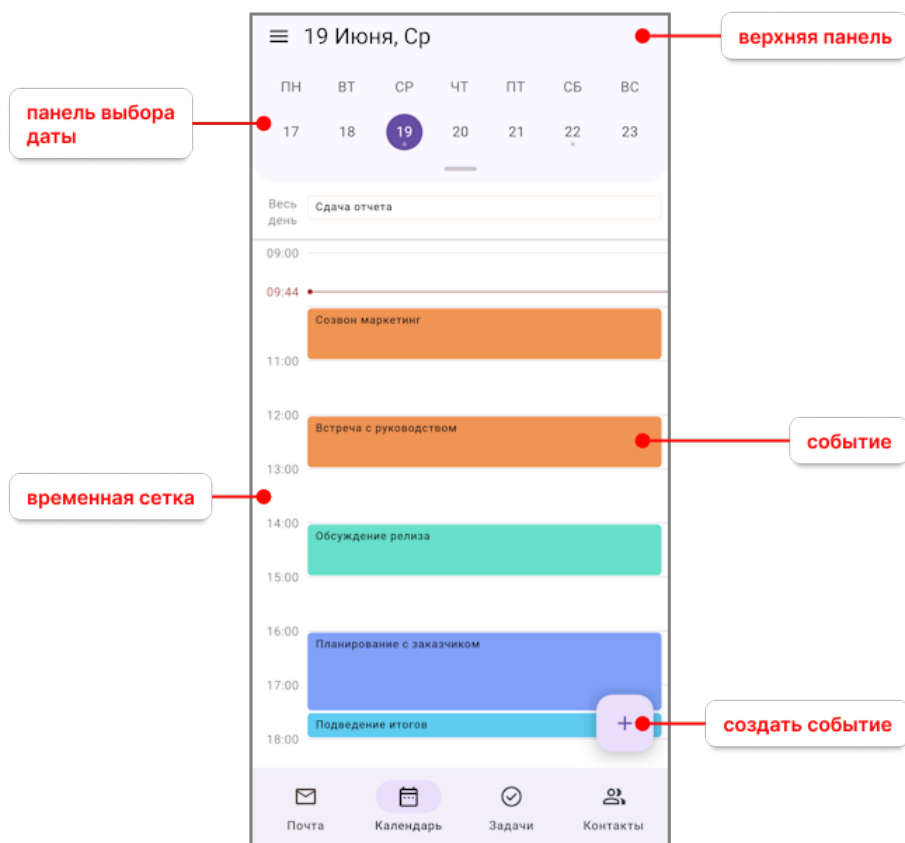 19 Июня, Ср
верхняя панель
ПН ВТ СР ЧТ ПТ СБ ВС
панель выбора
даты
17 18 19 20 21 22 23
Весь
день
Сдача отчета
09:00
09:44
Созвон маркетинг
11:00
12:00
Встреча с руководством
событие
13:00
временная сетка
14:00
Обсуждение релиза
15:00
16:00
Планирование с заказчиком
17:00
Подведение итогов
+
создать событие
18:00
Почта Календарь Задачи Контакты